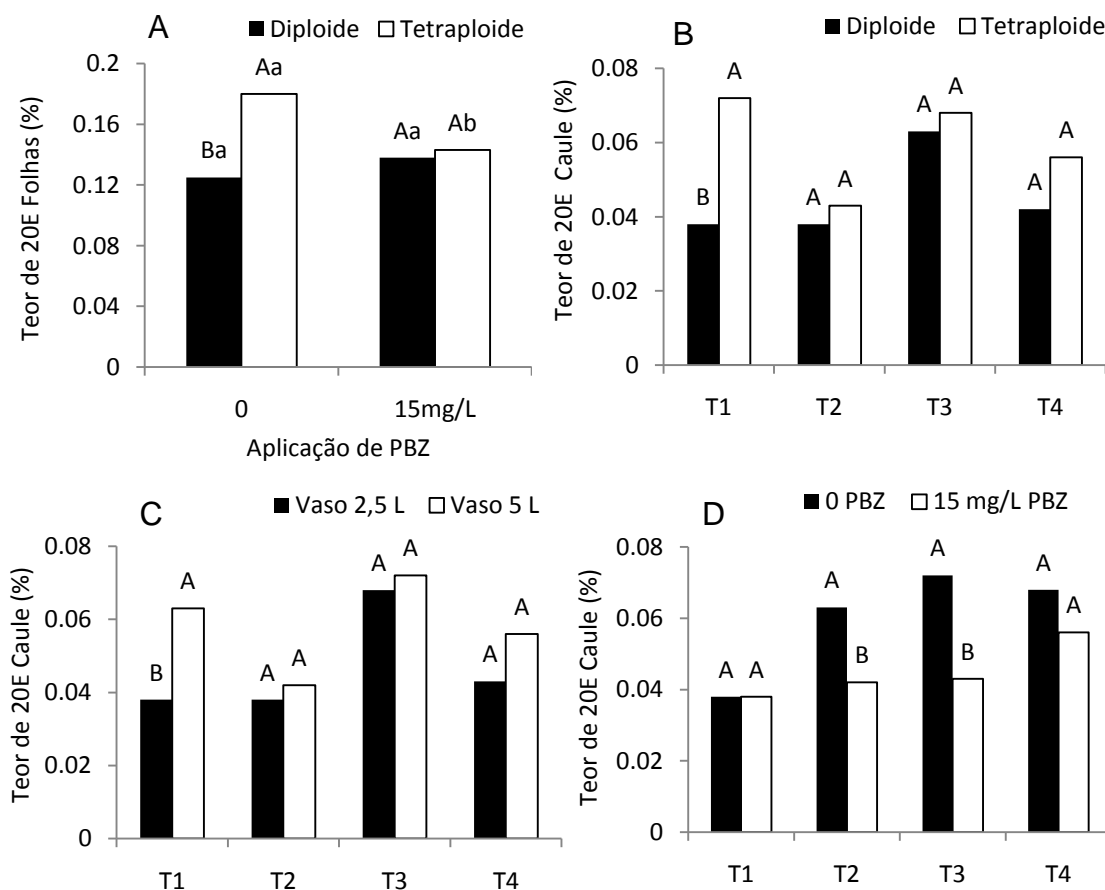 A
Diploide Tetraploide
Teor de 20E Folhas (%)
0.2
0.16
0.12
0.08
0.04
0
Ba
Aa
Aa
Ab
0
15mg/L
Aplicação de PBZ
B
Diploide Tetraploide
Teor de 20E Caule (%)
0.08
0.06
0.04
0.02
0
B
A
A
A
A
A
A
A
T1
T2
T3
T4
C
Vaso 2,5 L Vaso 5 L
Teor de 20E Caule (%)
0.08
0.06
0.04
0.02
0
B
A
A
A
A
A
A
A
T1
T2
T3
T4
D
0 PBZ 15 mg/L PBZ
Teor de 20E Caule (%)
0.08
0.06
0.04
0.02
0
A
A
A
B
A
B
A
A
T1
T2
T3
T4